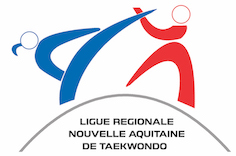 LIGUE REGIONALE
NOUVELLE AQUITAINE
DE TAEKWONDO